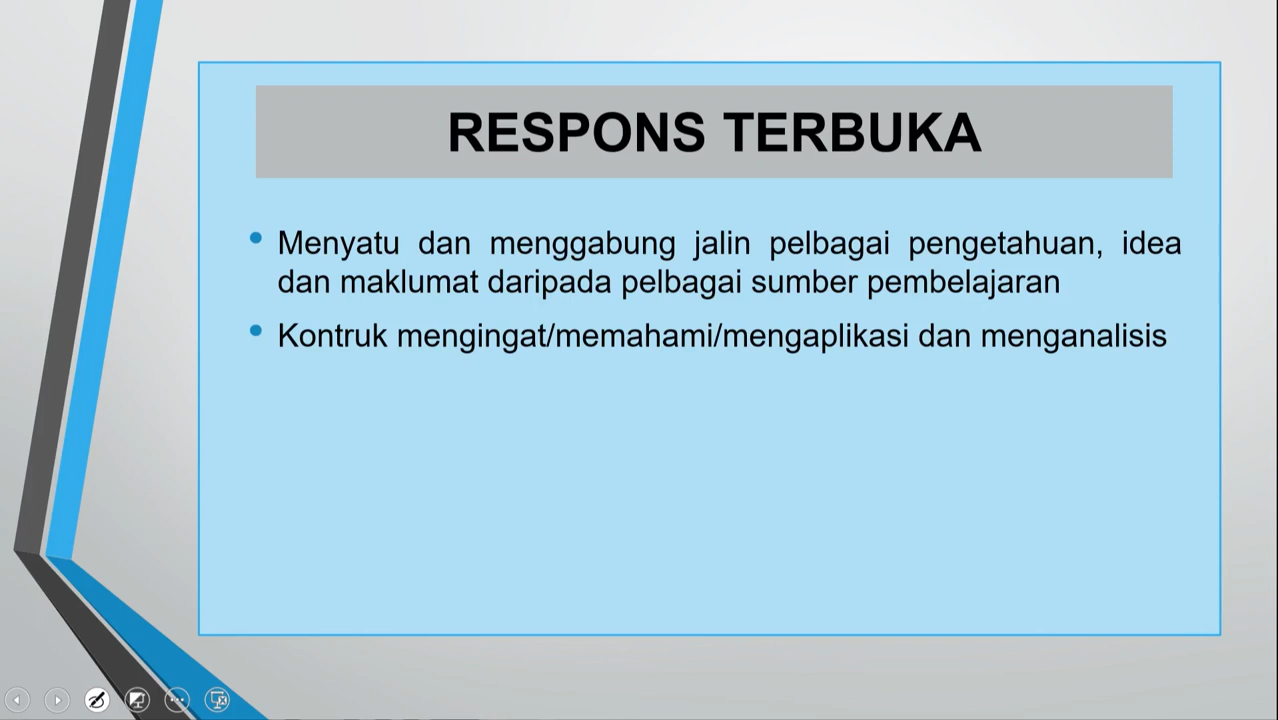 RESPONS TERBUKA
• Menyatu dan menggabung jalin pelbagai pengetahuan, idea
dan maklumat daripada pelbagai sumber pembelajaran
• Kontruk mengingat/memahami/mengaplikasi dan menganalisis